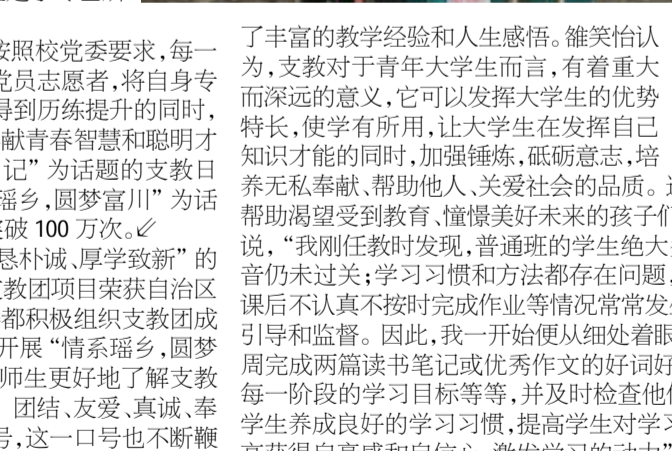 按照校党委要求,每一
党员志愿者,将自身专
得到历练提升的同时,
献青春智慧和聪明才
记”为话题的支教日
瑶乡,圆梦富川”为话
破 100 万次。↙
恳朴诚、厚学致新”的
教团项目荣获自治区
都积极组织支教团成
开展“情系瑶乡,圆梦
师生更好地了解支教
团结、友爱、真诚、奉
号,这一口号也不断鞭
了丰富的教学经验和人生感悟。雒笑怡认
为,支教对于青年大学生而言,有着重大
而深远的意义,它可以发挥大学生的优势
特长,使学有所用,让大学生在发挥自己
知识才能的同时,加强锤炼,砥砺意志,培
养无私奉献、帮助他人、关爱社会的品质。
帮助渴望受到教育、憧憬美好未来的孩子们
说,“我刚任教时发现,普通班的学生绝大
音仍未过关;学习习惯和方法都存在问题,
课后不认真不按时完成作业等情况常常发
引导和监督。因此,我一开始便从细处着眼
周完成两篇读书笔记或优秀作文的好词好
每一阶段的学习目标等等,并及时检查他
学生养成良好的学习习惯,提高学生对学